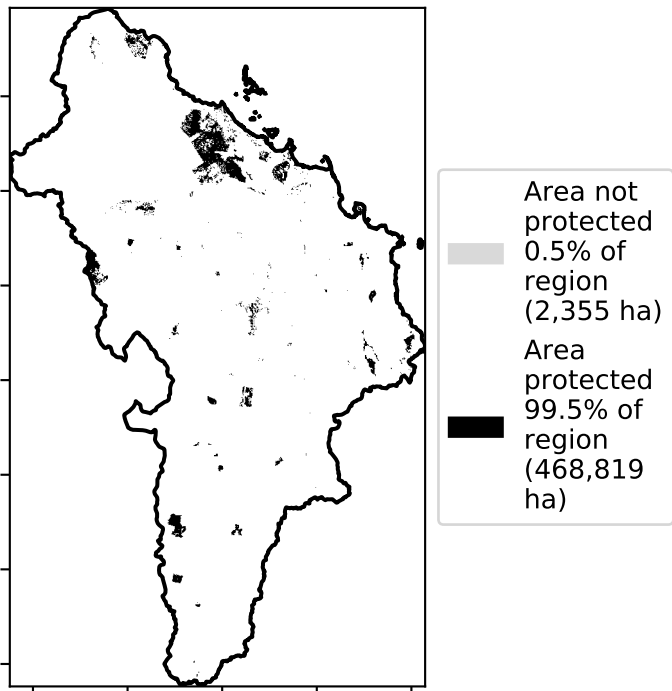 Area not
protected
0.5% of
region
(2,355 ha)
Area
protected
99.5% of
region
(468,819
ha)